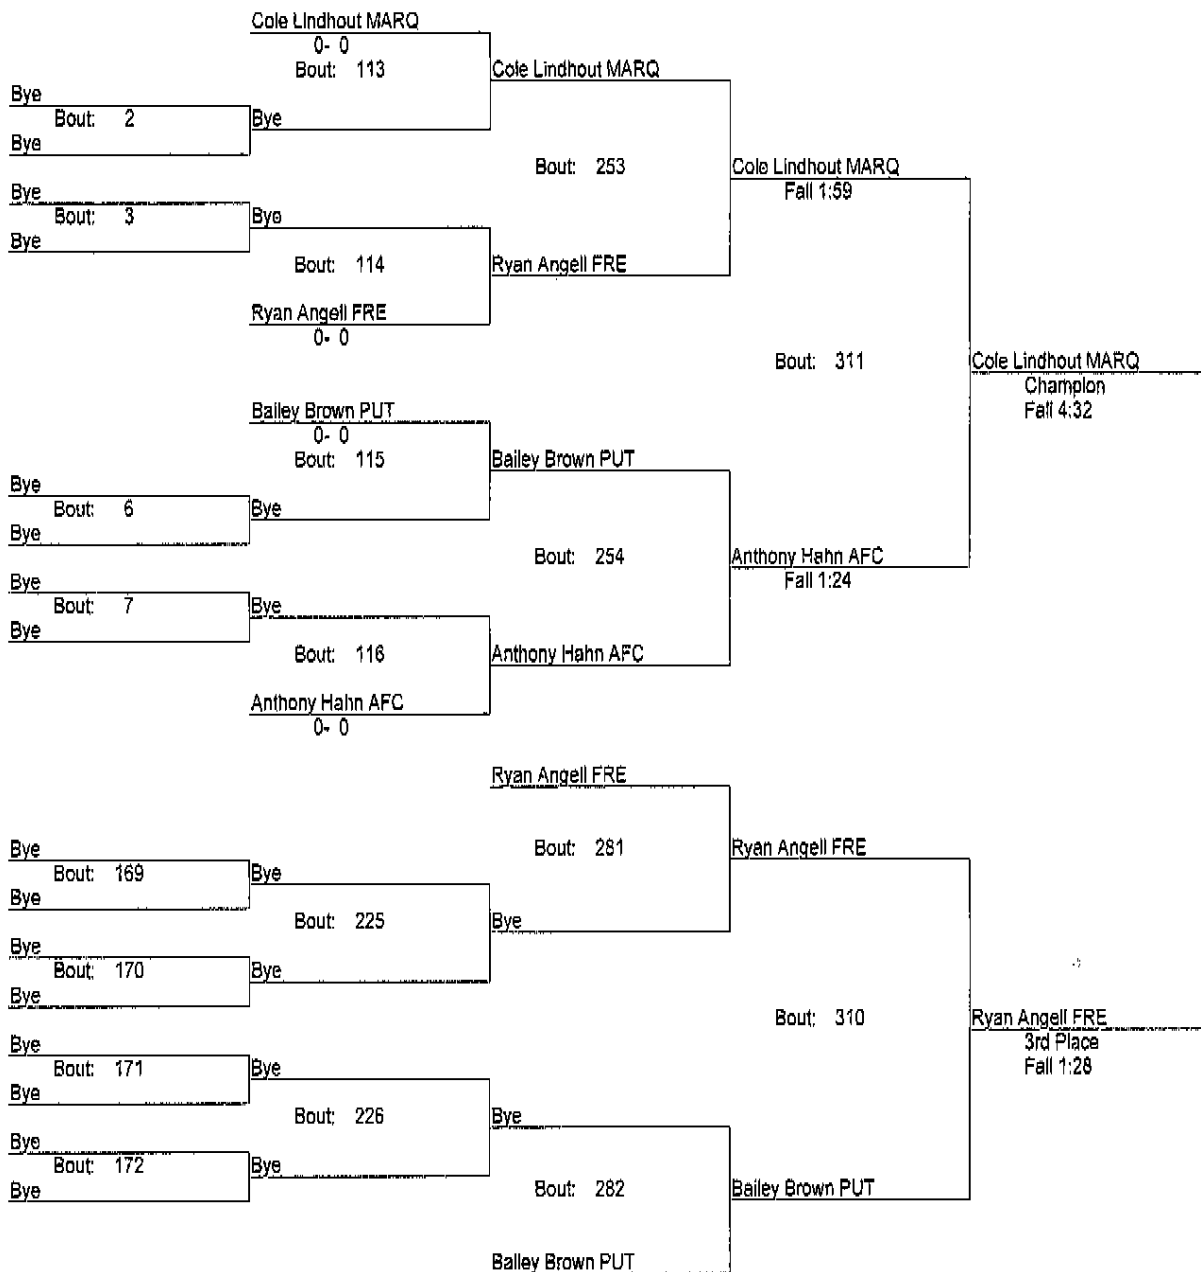 Cole Lindhout MARQ
0- 0
Bout: 113
Cole Lindhout MARQ
Bye
Bout: 2
Bye
Bye
Bout: 253
Cole Lindhout MARQ
Fall 1:59
Bye
Bout: 3
Bye
Bye
Bout: 114
Ryan Angell FRE
Ryan Angell FRE
0- 0
Bout: 311
Cole Lindhout MARQ
Champion
Fall 4:32
Bailey Brown PUT
0- 0
Bout: 115
Bailey Brown PUT
Bye
Bout: 6
Bye
Bye
Bout: 254
Anthony Hahn AFC
Fall 1:24
Bye
Bout: 7
Bye
Bye
Bout: 116
Anthony Hahn AFC
Anthony Hahn AFC
0- 0
Ryan Angell FRE
Bout: 281
Ryan Angell FRE
Bye
Bout: 169
Bye
Bye
Bout: 225
Bye
Bye
Bout: 170
Bye
Bye
Bout: 310
Ryan Angell FRE
3rd Place
Fall 1:28
Bye
Bout: 171
Bye
Bye
Bout: 226
Bye
Bye
Bout: 172
Bye
Bye
Bout: 282
Bailey Brown PUT
Bailey Brown PUT